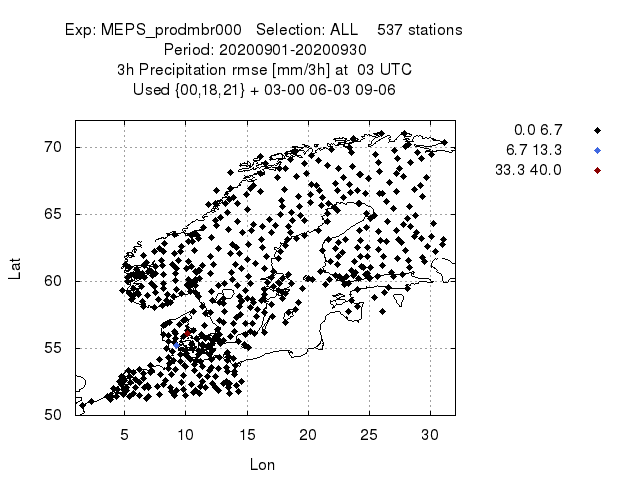 Exp: MEPS_prodmbr000   Selection: ALL    537 stations
Period: 20200901-20200930
3h Precipitation rmse [mm/3h] at  03 UTC
Used {00,18,21} + 03-00 06-03 09-06
0.0 6.7
6.7 13.3
33.3 40.0
70
65
60
55
50
Lat
5 10 15 20 25 30
Lon